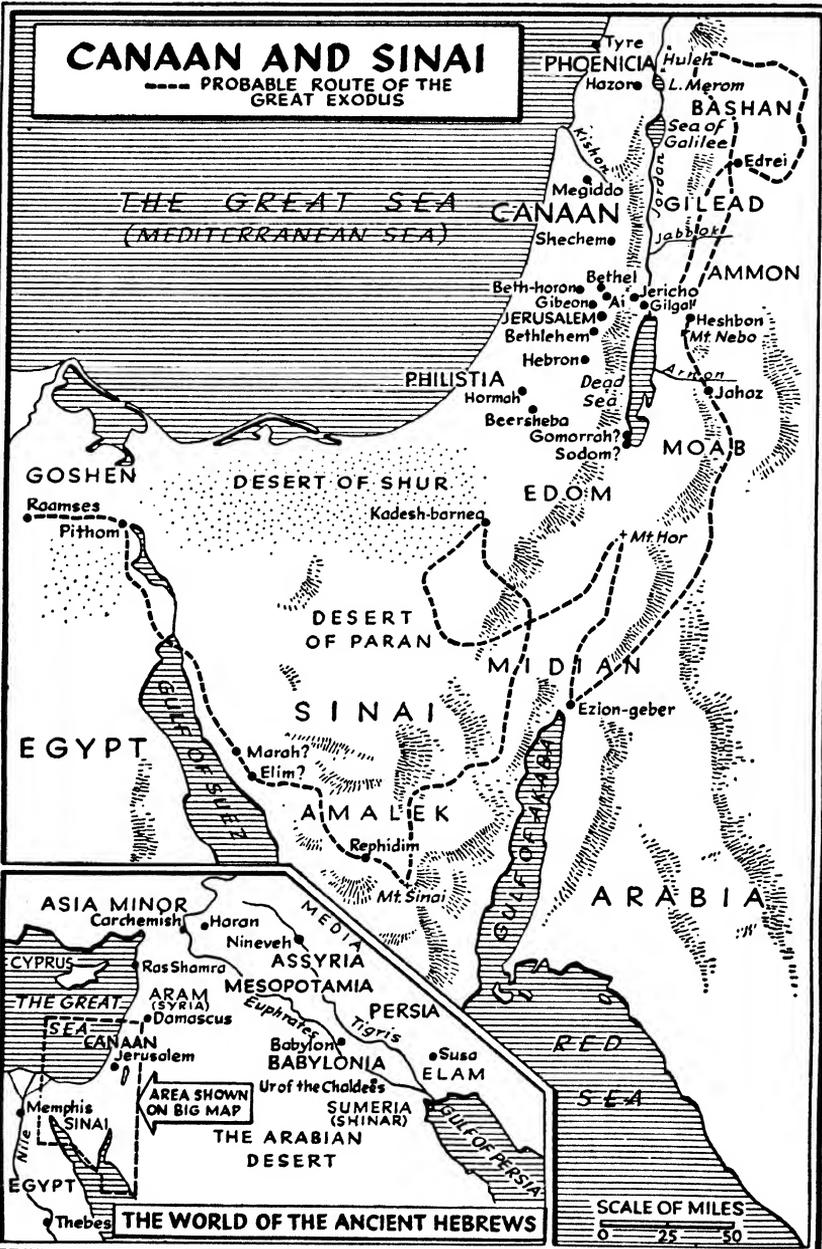 CANAAN AND SINAI
PROBABLE ROUTE OF THE
GREAT EXODUS
Tyre
PHOENICIA
Huleh
Hazor
L. Merom
BASHAN
Sea of
Galilee
Kishon
Edrei
Megiddo
Jordan
CANAAN
GILEAD
THE GREAT SEA
(MEDITERRANEAN SEA)
Shechem
Jabbok
Bethel
AMMON
Beth-horon
Ai
Jericho
Gibeon
Gilgal
JERUSALEM
Heshbon
Bethlehem
Mt. Nebo
Hebron
Arnon
PHILISTIA
Dead
Sea
Hormah
Jahaz
Beersheba
Gomorrah?
Sodom?
MOAB
GOSHEN
DESERT OF SHUR
EDOM
Raamses
Pithom
Kadesh-barnea
Mt. Hor
DESERT
OF PARAN
MIDIAN
SINAI
Ezion-geber
EGYPT
GULF OF SUEZ
Marah?
Elim?
GULF OF AKABA
AMALEK
Rephidim
Mt. Sinai
ARABIA
RED
SEA
SCALE OF MILES
0 25 50
ASIA MINOR
Carchemish
Haran
MEDIA
Nineveh
ASSYRIA
CYPRUS
Ras Shamra
MESOPOTAMIA
THE GREAT
SEA
ARAM
(SYRIA)
Damascus
Euphrates
Tigris
PERSIA
CANAAN
Jerusalem
Babylon
BABYLONIA
Susa
ELAM
Ur of the Chaldees
AREA SHOWN
ON BIG MAP
SUMERIA
(SHINAR)
GULF OF PERSIA
Memphis
SINAI
Nile
THE ARABIAN
DESERT
EGYPT
Thebes
THE WORLD OF THE ANCIENT HEBREWS